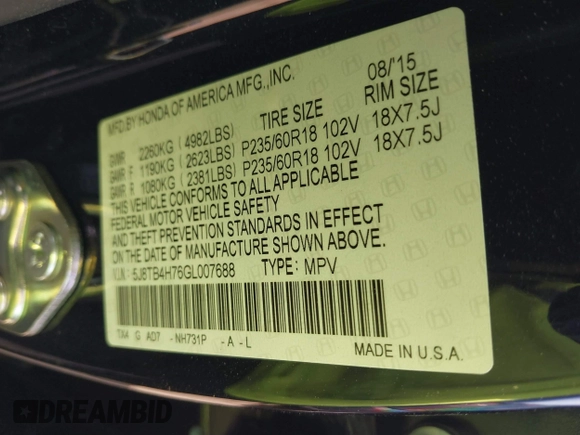 MFD.BY HONDA OF AMERICA MFG.,INC. 08/'15
TIRE SIZE RIM SIZE
GVWR 2260KG (4982LBS)
GAWR F 1190KG (2623LBS) P235/60R18 102V 18X7.5J
GAWR R 1080KG (2381LBS) P235/60R18 102V 18X7.5J
THIS VEHICLE CONFORMS TO ALL APPLICABLE
FEDERAL MOTOR VEHICLE SAFETY
AND THEFT PREVENTION STANDARDS IN EFFECT
ON THE DATE OF MANUFACTURE SHOWN ABOVE.
V.I.N: 5J8TB4H76GL007688 TYPE: MPV
TX4 G AD7 -NH731P -A -L
MADE IN U.S.A.
DREAMBID